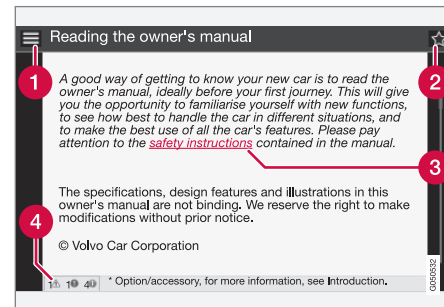 Reading the owner's manual
1
2
A good way of getting to know your new car is to read the
owner's manual, ideally before your first journey. This will give
you the opportunity to familiarise yourself with new functions,
to see how best to handle the car in different situations, and
to make the best use of all the car's features. Please pay
attention to the safety instructions contained in the manual.
3
The specifications, design features and illustrations in this
owner's manual are not binding. We reserve the right to make
modifications without prior notice.
4
© Volvo Car Corporation
1 1 4 * Option/accessory, for more information, see Introduction.
G050532